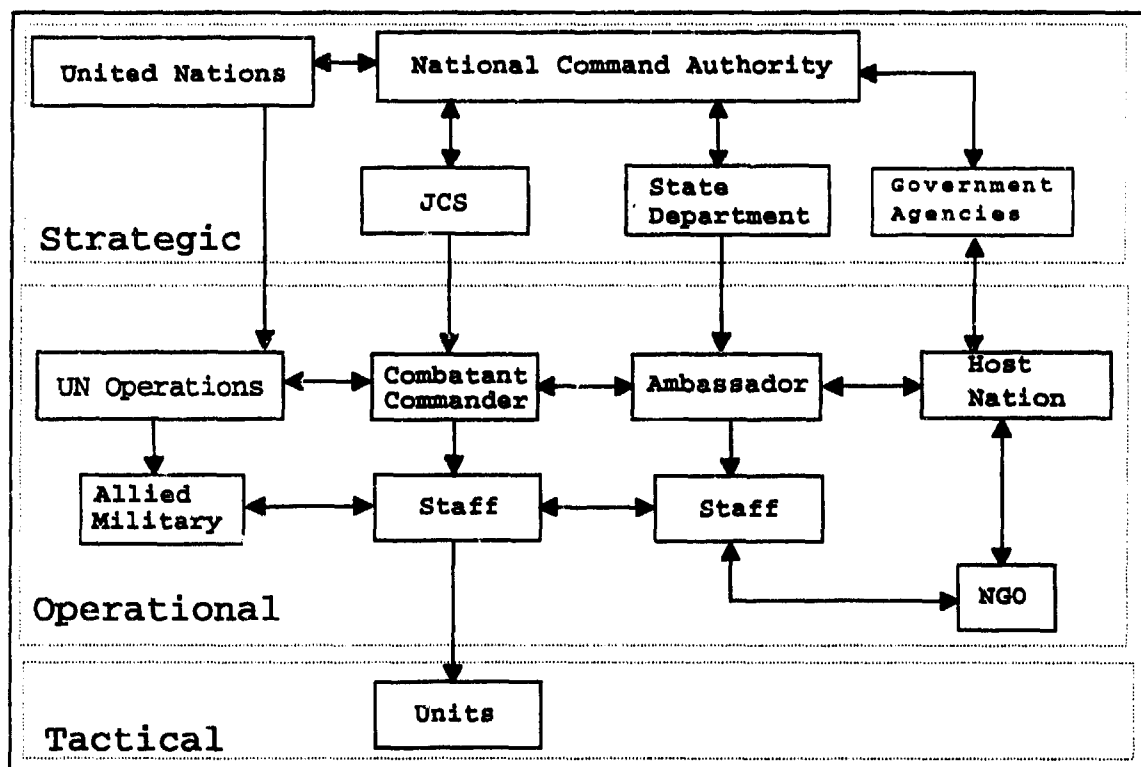 United Nations
National Command Authority
JCS
State
Department
Government
Agencies
Strategic
UN Operations
Combatant
Commander
Ambassador
Host
Nation
Allied
Military
Staff
Staff
NGO
Operational
Units
Tactical